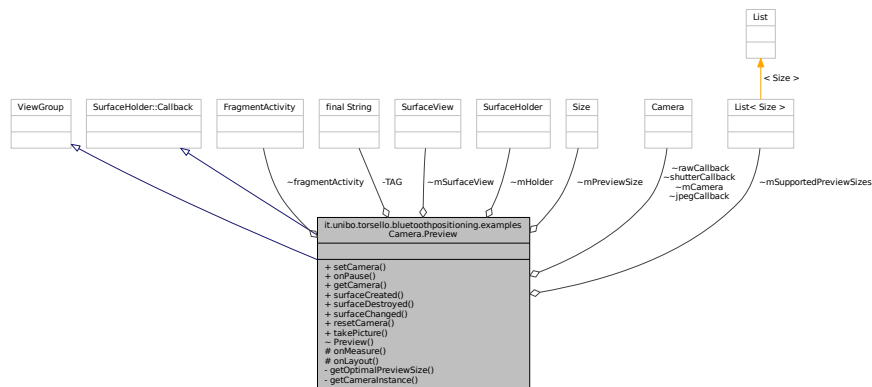 List
< Size >
ViewGroup
SurfaceHolder::Callback
FragmentActivity
final String
SurfaceView
SurfaceHolder
Size
Camera
List< Size >
~fragmentActivity
-TAG
~mSurfaceView
~mHolder
~mPreviewSize
~rawCallback
~shutterCallback
~mCamera
~jpegCallback
~mSupportedPreviewSizes
it.unibo.torsello.bluetoothpositioning.examples
Camera.Preview
+ setCamera()
+ onPause()
+ getCamera()
+ surfaceCreated()
+ surfaceDestroyed()
+ surfaceChanged()
+ resetCamera()
+ takePicture()
~ Preview()
# onMeasure()
# onLayout()
- getOptimalPreviewSize()
- getCameraInstance()